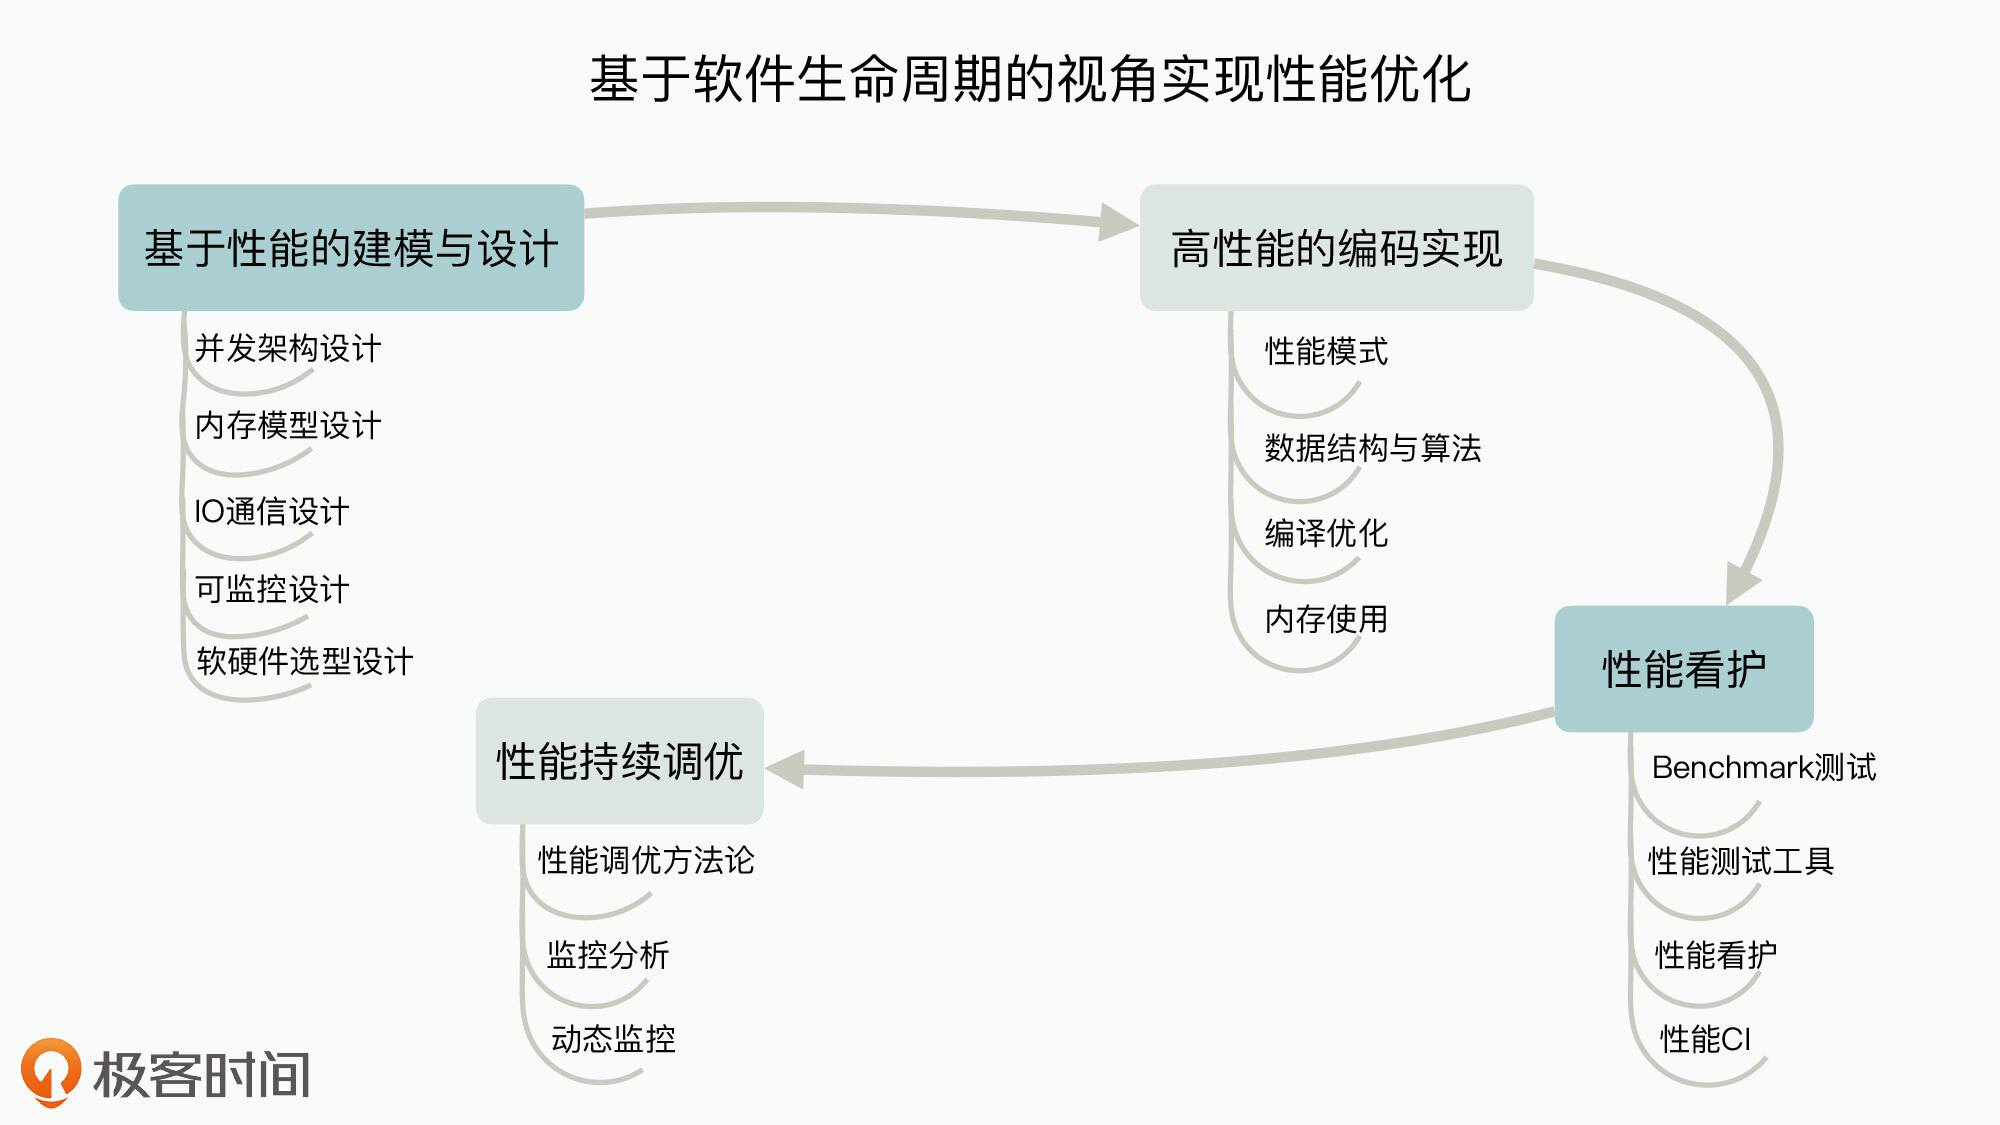 基于软件生命周期的视角实现性能优化
基于性能的建模与设计
并发架构设计
内存模型设计
IO通信设计
可监控设计
软硬件选型设计
高性能的编码实现
性能模式
数据结构与算法
编译优化
内存使用
性能看护
Benchmark测试
性能测试工具
性能看护
性能CI
性能持续调优
性能调优方法论
监控分析
动态监控
极客时间